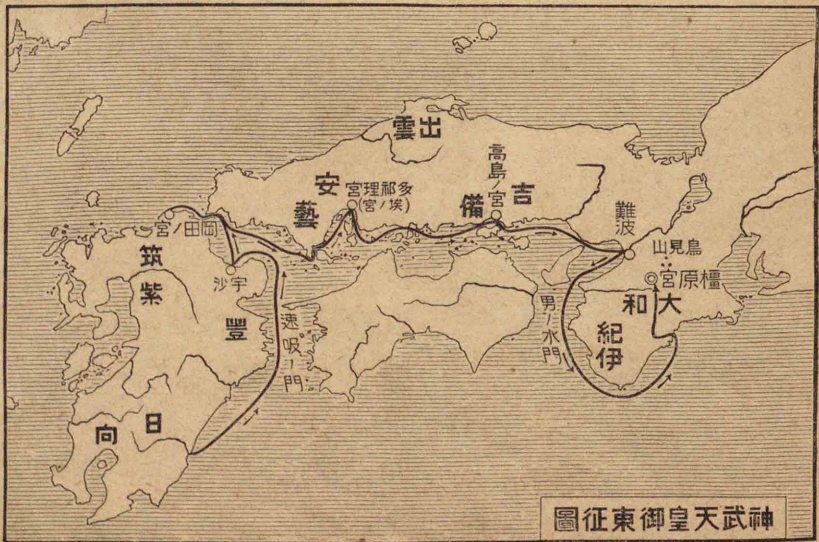 出雲
安藝
多祁理宮
(埃ノ宮)
高島ノ宮
吉備
難波
鳥見山
橿原宮
大和
紀伊
男ノ水門
岡田ノ宮
筑紫
宇沙
豐
速吸ノ門
日向
神武天皇御東征圖